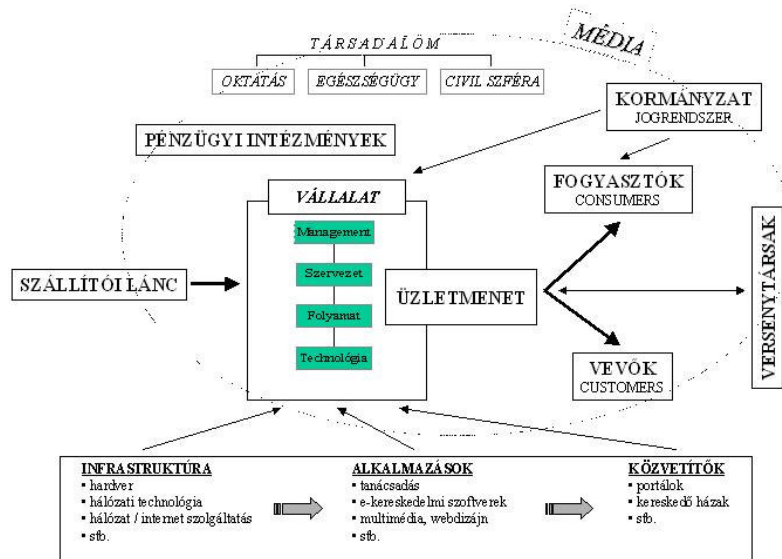 MÉDIA
TÁRSADALOM
OKTATÁS
EGÉSZSÉGÜGY
CIVIL SZFÉRA
KORMÁNYZAT
JOGRENDSZER
PÉNZÜGYI INTÉZMÉNYEK
FOGYASZTÓK
CONSUMERS
VÁLLALAT
Management
Szervezet
Folyamat
Technológia
SZÁLLÍTÓI LÁNC
ÜZLETMENET
VERSENYTÁRSAK
VEVŐK
CUSTOMERS
INFRASTRUKTÚRA
▪ hardver
▪ hálózati technológia
▪ hálózat / internet szolgáltatás
▪ stb.
ALKALMAZÁSOK
▪ tanácsadás
▪ e-kereskedelmi szoftverek
▪ multimédia, webdizájn
▪ stb.
KÖZVETÍTŐK
▪ portálok
▪ kereskedő házak
▪ stb.